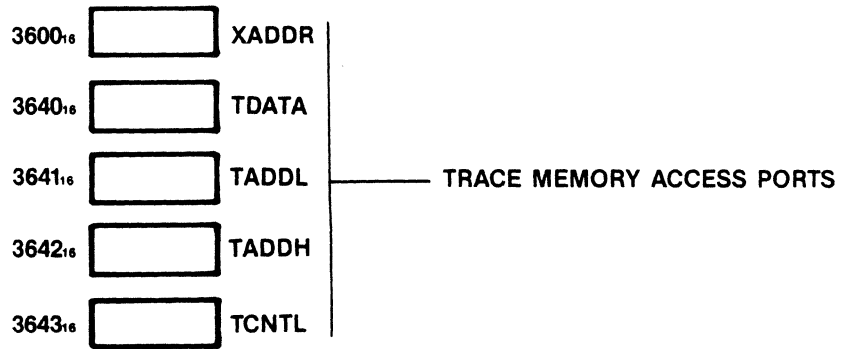 3600₁₆ XADDR
3640₁₆ TDATA
3641₁₆ TADDL
TRACE MEMORY ACCESS PORTS
3642₁₆ TADDH
3643₁₆ TCNTL